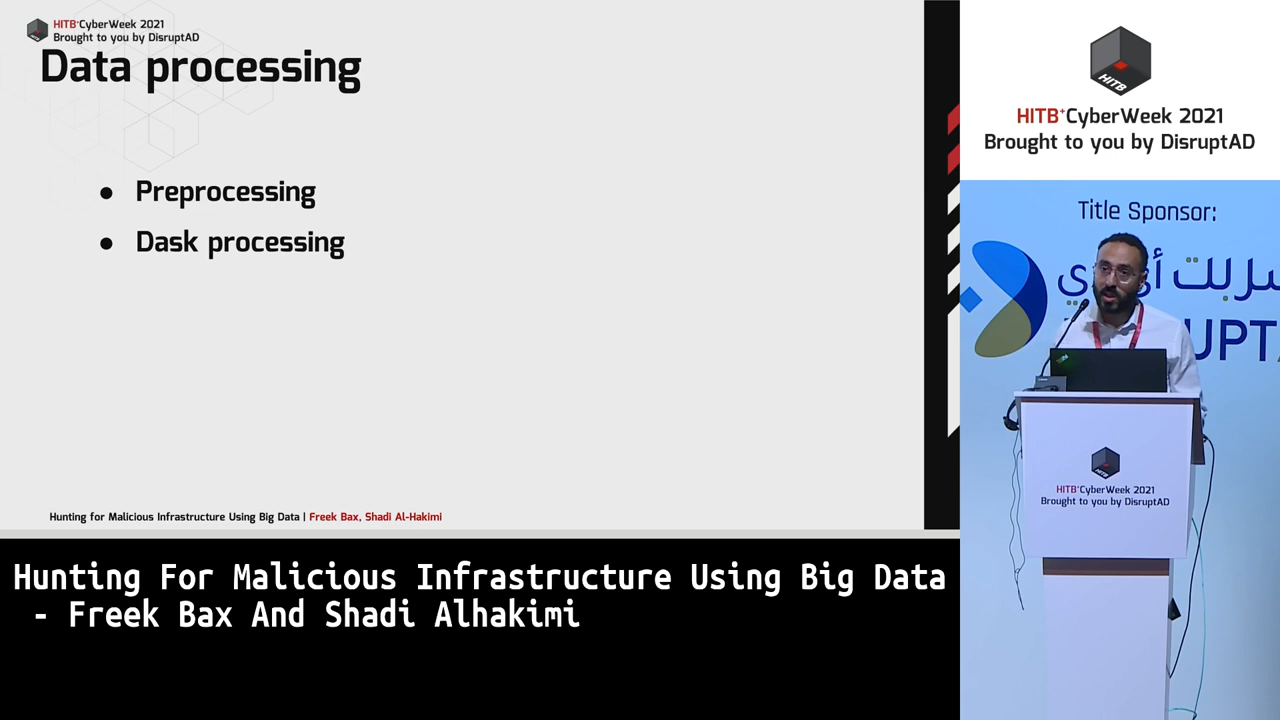 HITB+CyberWeek 2021
Brought to you by DisruptAD
Data processing
● Preprocessing
● Dask processing
Hunting for Malicious Infrastructure Using Big Data | Freek Bax, Shadi Al-Hakimi
Hunting For Malicious Infrastructure Using Big Data
- Freek Bax And Shadi Alhakimi
HITB
HITB+CyberWeek 2021
Brought to you by DisruptAD
Title Sponsor:
HITB
HITB+CyberWeek 2021
Brought to you by DisruptAD